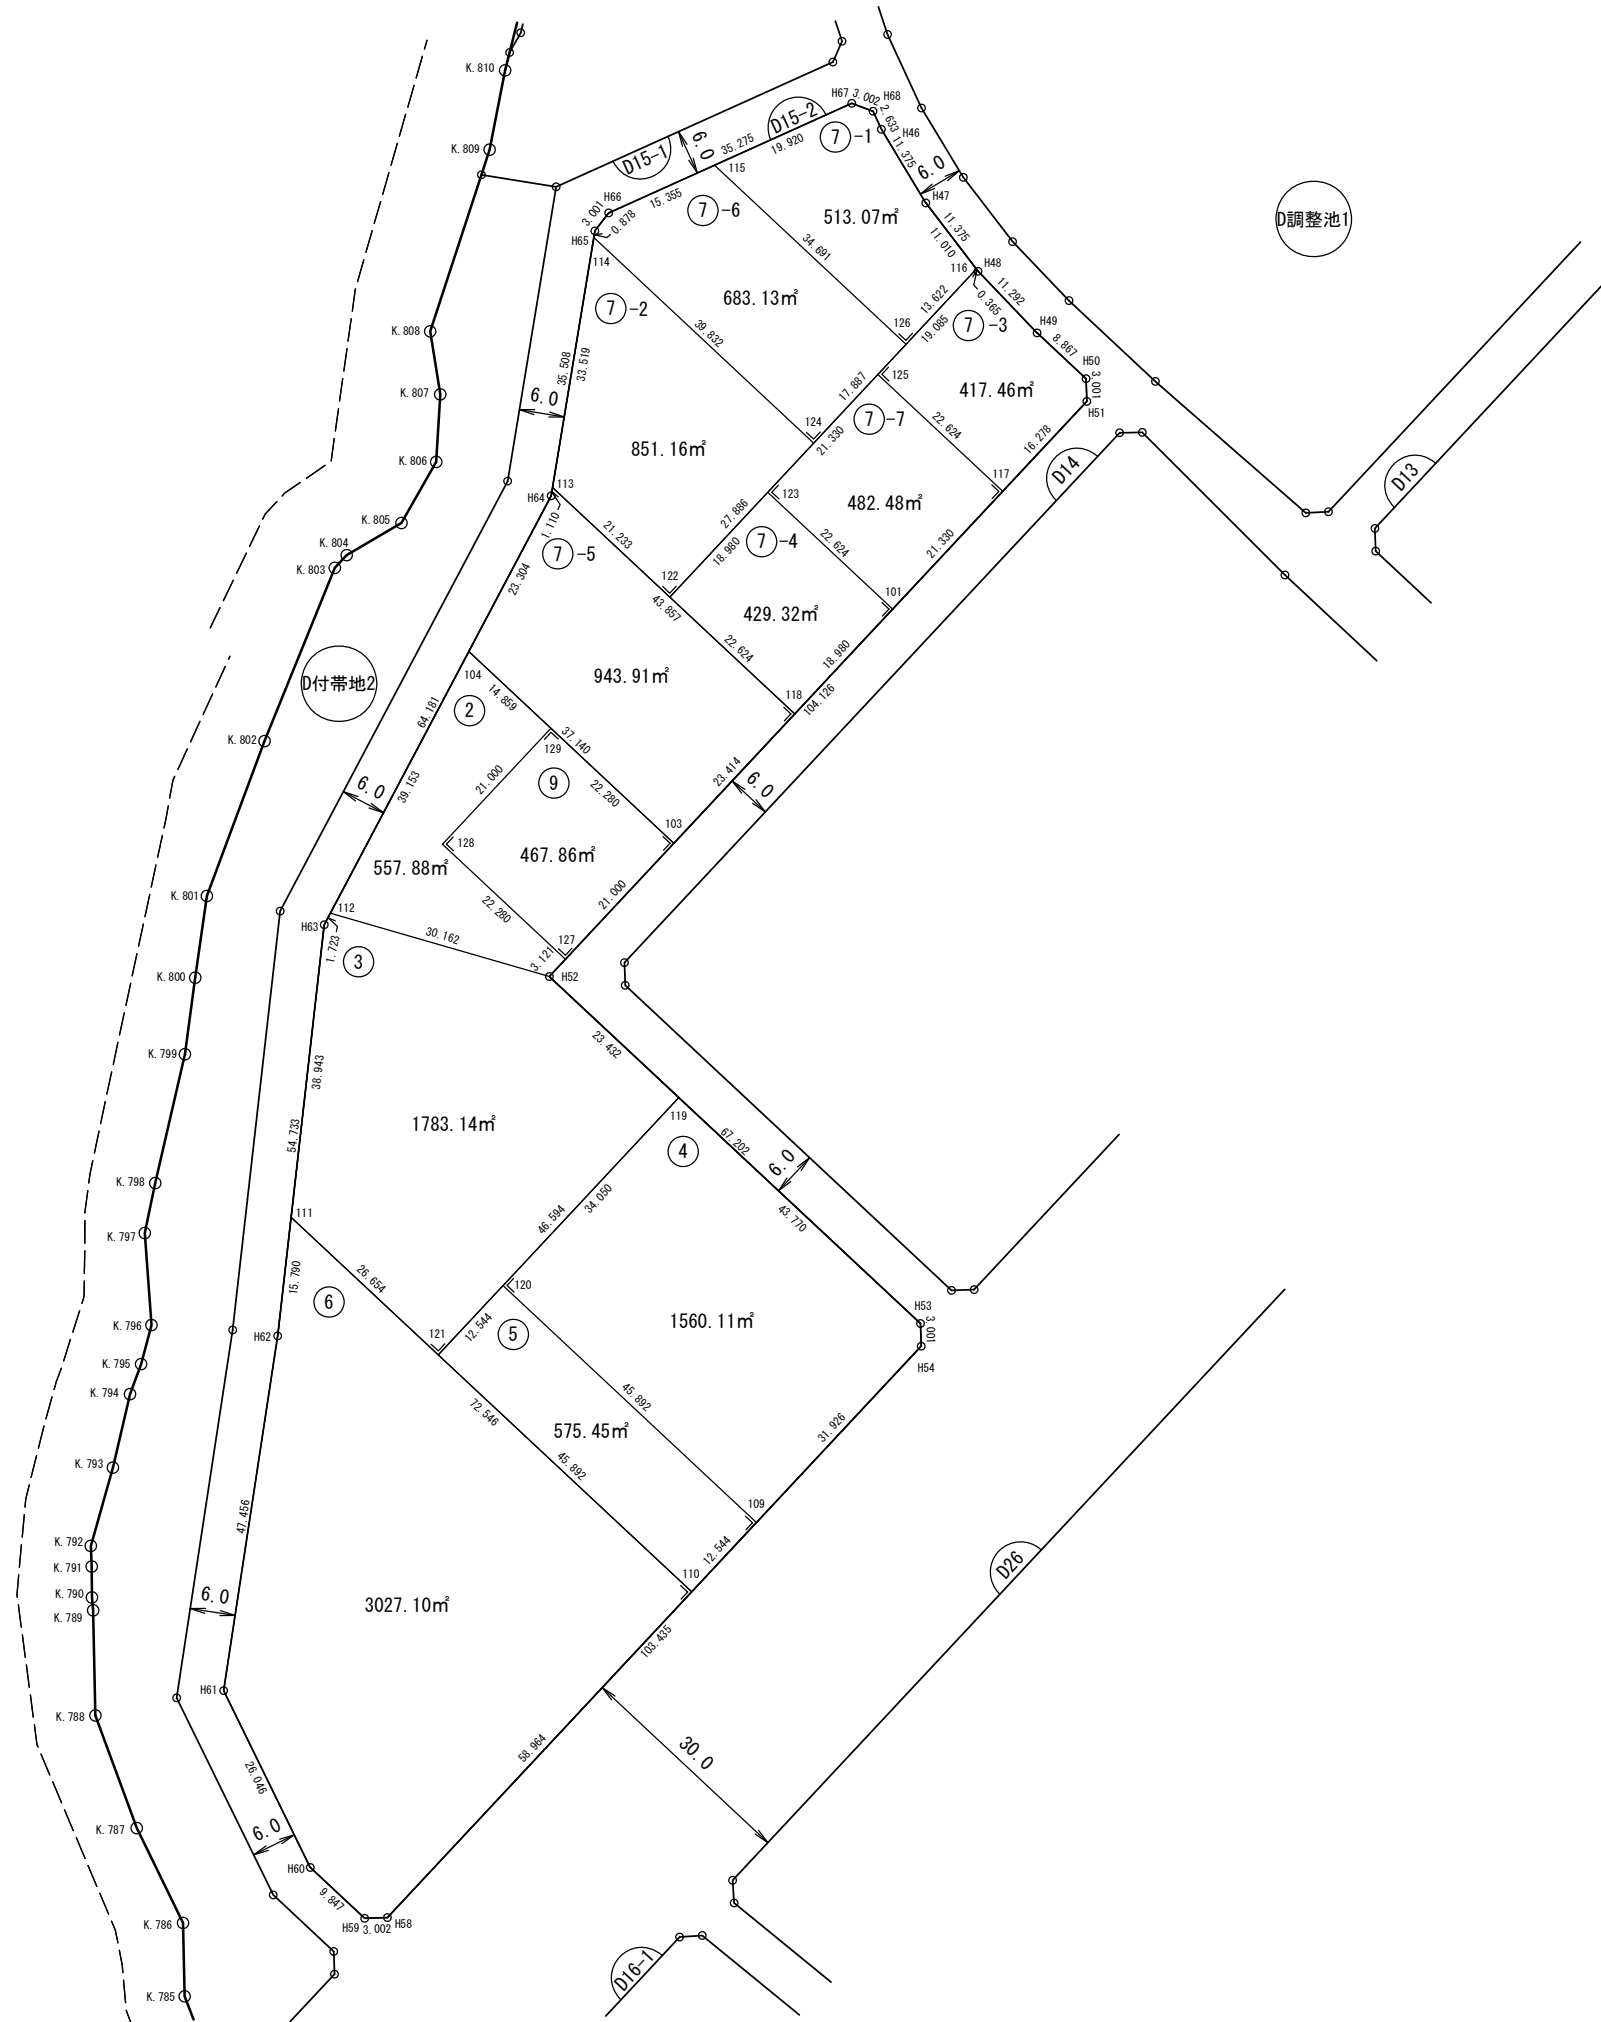 K. 810
K. 809
K. 808
K. 807
K. 806
K. 805
K. 804
K. 803
K. 802
K. 801
K. 800
K. 799
K. 798
K. 797
K. 796
K. 795
K. 794
K. 793
K. 792
K. 791
K. 790
K. 789
K. 788
K. 787
K. 786
K. 785
D15-1
D15-2
6.0
H67
3.002
H68
2.633
H46
11.375
6.0
H47
11.375
11.010
116
H48
0.365
11.292
H49
8.867
H50
3.001
H51
16.278
35.275
19.920
115
15.355
H66
3.001
0.878
H65
114
⑦-1
⑦-6
513.07㎡
34.691
683.13㎡
⑦-2
39.832
13.622
126
19.085
⑦-3
417.46㎡
125
17.887
124
21.330
⑦-7
22.624
117
35.508
33.519
6.0
851.16㎡
482.48㎡
123
27.886
18.980
⑦-4
22.624
21.330
101
H64
113
1.110
⑦-5
21.233
122
43.857
22.624
429.32㎡
18.980
118
104.126
23.304
943.91㎡
104
②
14.859
37.140
129
⑨
22.280
103
23.414
6.0
64.181
39.153
6.0
21.000
128
467.86㎡
557.88㎡
22.280
21.000
127
3.121
H52
112
H63
1.723
③
30.162
D調整池1
D14
D13
D付帯地2
23.432
38.943
54.733
1783.14㎡
119
④
67.202
6.0
43.770
46.594
34.050
111
15.790
26.654
⑥
H62
121
12.544
120
⑤
1560.11㎡
H53
3.001
H54
45.892
31.926
575.45㎡
72.546
45.892
109
12.544
110
D26
47.456
6.0
3027.10㎡
103.435
H61
58.964
30.0
26.046
6.0
H60
9.847
H59
3.002
H58
D16-1